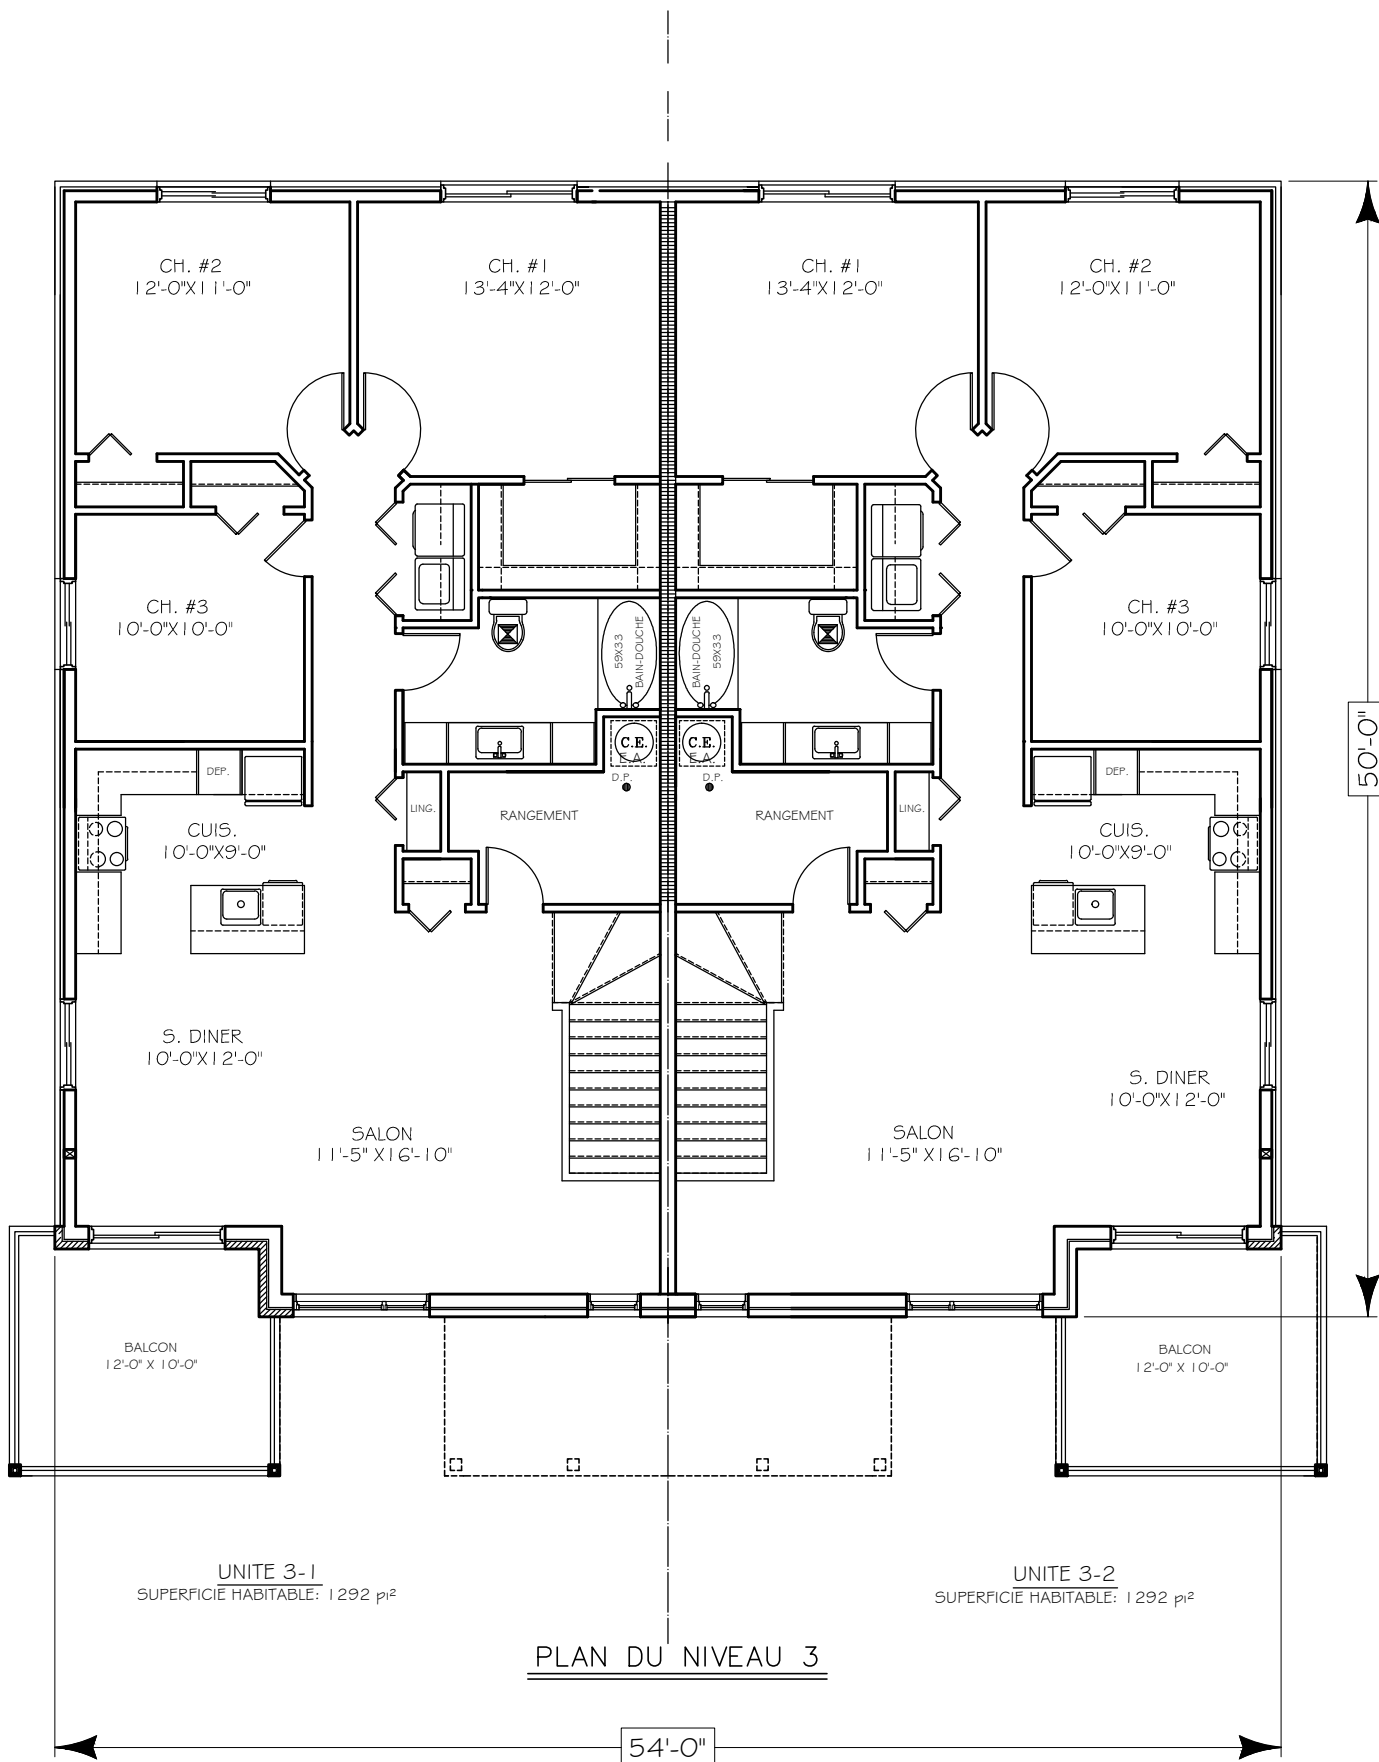 CH. #2
12'-0"X11'-0"
CH. #1
13'-4"X12'-0"
CH. #1
13'-4"X12'-0"
CH. #2
12'-0"X11'-0"
CH. #3
10'-0"X10'-0"
59X33
BAIN-DOUCHE
BAIN-DOUCHE
59X33
CH. #3
10'-0"X10'-0"
50'-0"
C.E.
E.A.
D.P.
C.E.
E.A.
D.P.
DEP.
DEP.
LING.
RANGEMENT
RANGEMENT
LING.
CUIS.
10'-0"X9'-0"
CUIS.
10'-0"X9'-0"
S. DINER
10'-0"X12'-0"
S. DINER
10'-0"X12'-0"
SALON
11'-5" X16'-10"
SALON
11'-5" X16'-10"
BALCON
12'-0" X 10'-0"
BALCON
12'-0" X 10'-0"
UNITE 3-1
SUPERFICIE HABITABLE: 1292 pi²
UNITE 3-2
SUPERFICIE HABITABLE: 1292 pi²
PLAN DU NIVEAU 3
54'-0"